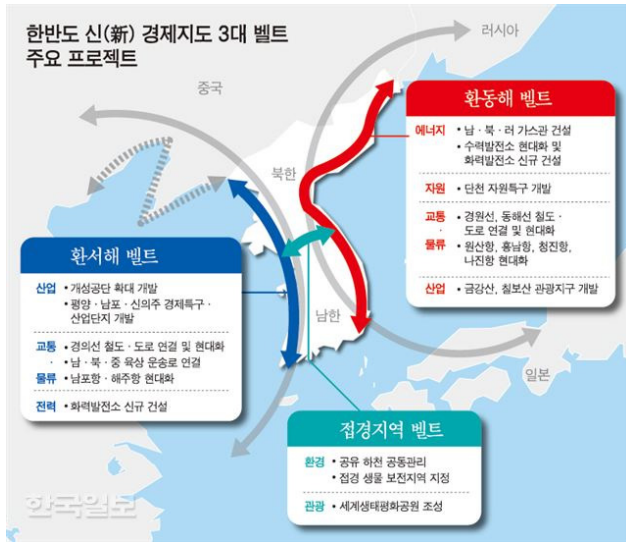 한반도 신(新) 경제지도 3대 벨트
주요 프로젝트
러시아
중국
북한
남한
일본
환동해 벨트
에너지 • 남·북·러 가스관 건설
• 수력발전소 현대화 및
화력발전소 신규 건설
자원 • 단천 자원특구 개발
교통 • 경원선, 동해선 철도·
· 도로 연결 및 현대화
물류 • 원산항, 흥남항, 청진항,
나진항 현대화
산업 • 금강산, 칠보산 관광지구 개발
환서해 벨트
산업 • 개성공단 확대 개발
• 평양·남포·신의주 경제특구·
산업단지 개발
교통 • 경의선 철도·도로 연결 및 현대화
· • 남·북·중 육상 운송로 연결
물류 • 남포항·해주항 현대화
전력 • 화력발전소 신규 건설
접경지역 벨트
환경 • 공유 하천 공동관리
• 접경 생물 보전지역 지정
관광 • 세계생태평화공원 조성
한국일보